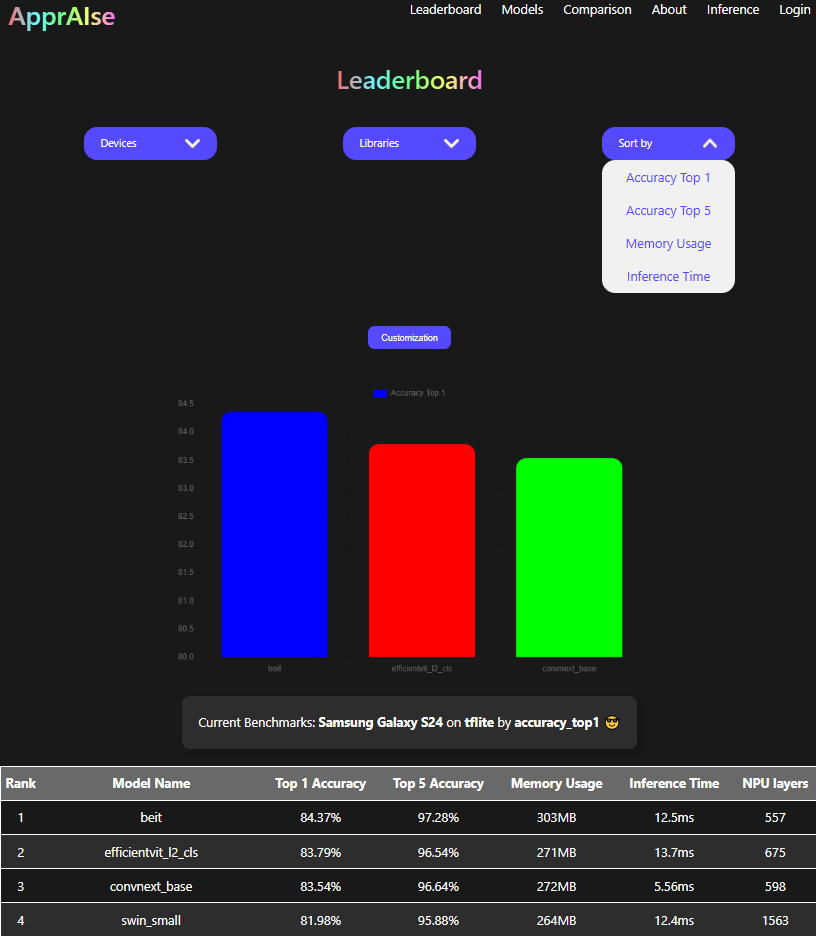 ApprAIse
Leaderboard Models Comparison About Inference Login
Leaderboard
Devices Libraries Sort by
Accuracy Top 1
Accuracy Top 5
Memory Usage
Inference Time
Customization
Accuracy Top 1
84.5
84.0
83.5
83.0
82.5
82.0
81.5
81.0
80.5
80.0
beit efficientvit_l2_cls convnext_base
Current Benchmarks: Samsung Galaxy S24 on tflite by accuracy_top1 😎
Rank Model Name Top 1 Accuracy Top 5 Accuracy Memory Usage Inference Time NPU layers
1 beit 84.37% 97.28% 303MB 12.5ms 557
2 efficientvit_l2_cls 83.79% 96.54% 271MB 13.7ms 675
3 convnext_base 83.54% 96.64% 272MB 5.56ms 598
4 swin_small 81.98% 95.88% 264MB 12.4ms 1563